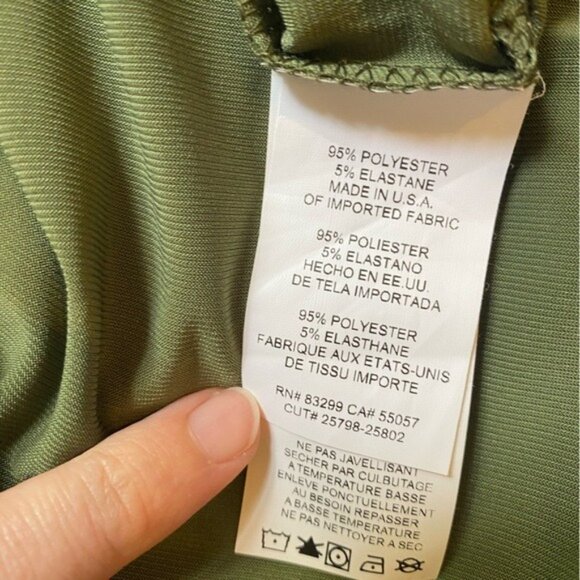 95% POLYESTER
5% ELASTANE
MADE IN U.S.A.
OF IMPORTED FABRIC
95% POLIESTER
5% ELASTANO
HECHO EN EE.UU.
DE TELA IMPORTADA
95% POLYESTER
5% ELASTHANE
FABRIQUE AUX ETATS-UNIS
DE TISSU IMPORTE
RN# 83299 CA# 55057
CUT# 25798-25802
NE PAS JAVELLISANT
SECHER PAR CULBUTAGE
A TEMPERATURE BASSE
ENLEVE PONCTUELLEMENT
AU BESOIN REPASSER
A BASSE TEMPERATURE
NE PAS NETTOYER A SEC